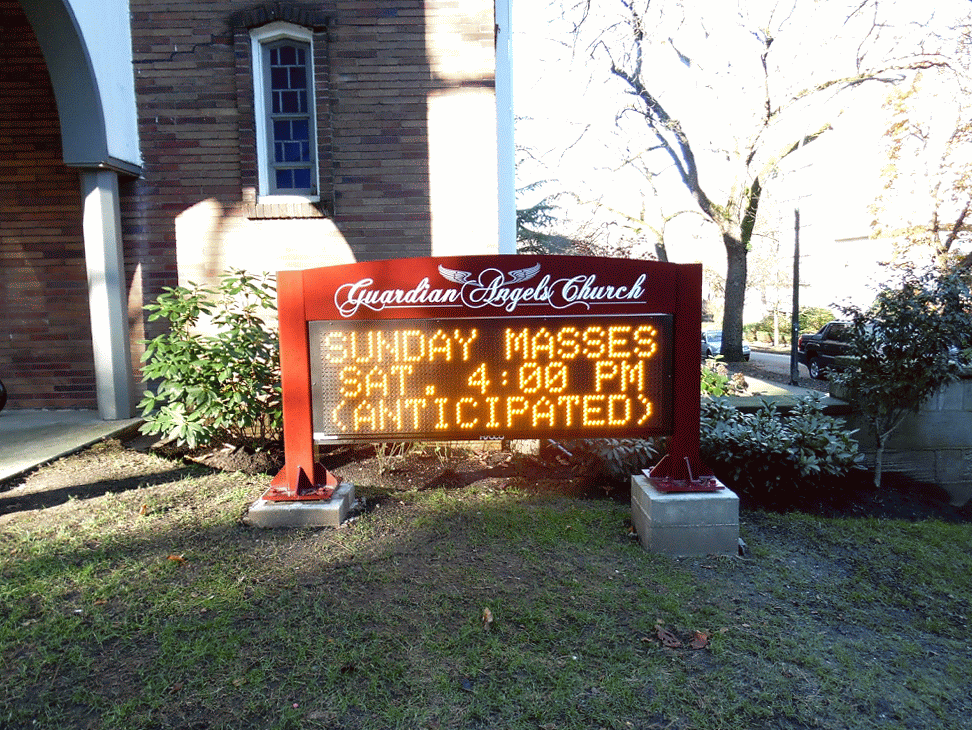 Guardian Angels Church
SUNDAY MASSES
SAT. 4:00 PM
(ANTICIPATED)